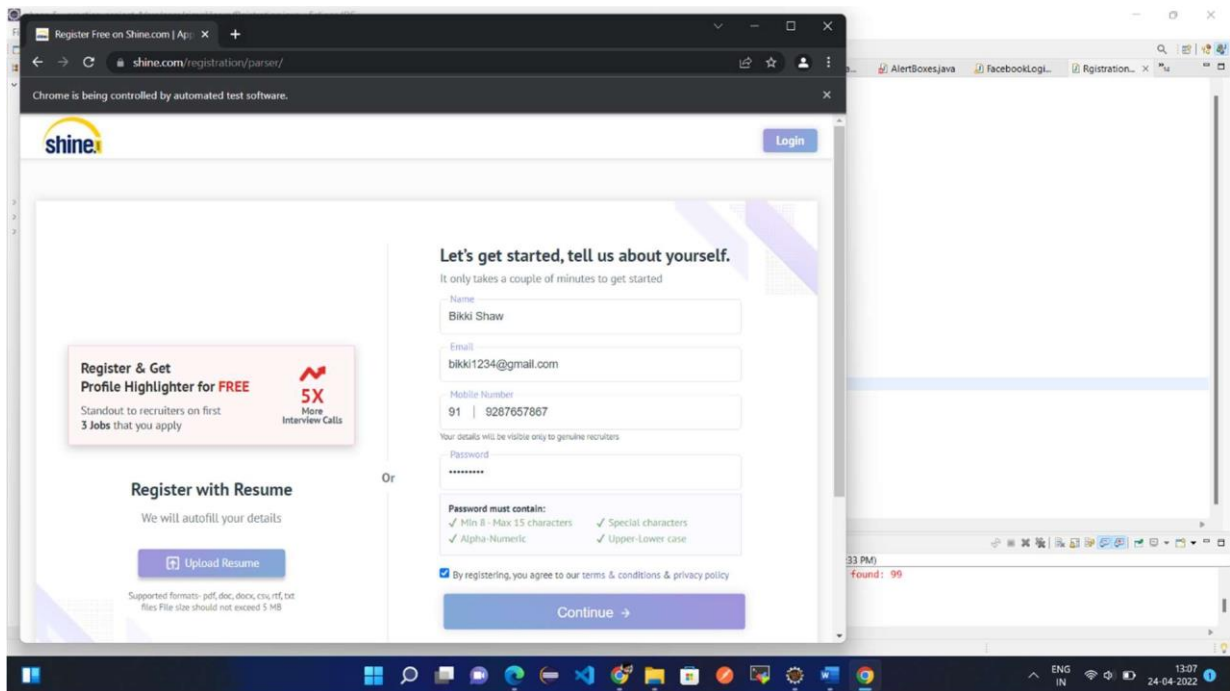 Register Free on Shine.com | App
shine.com/registration/parser/
Chrome is being controlled by automated test software.
AlertBoxes.java
FacebookLogi...
Rgistration...
shine.
Login
Let's get started, tell us about yourself.
It only takes a couple of minutes to get started
Name
Bikki Shaw
Email
bikki1234@gmail.com
Mobile Number
91 | 9287657867
Your details will be visible only to genuine recruiters
Password
•••••••••
Password must contain:
✓ Min 8 - Max 15 characters ✓ Special characters
✓ Alpha-Numeric ✓ Upper-Lower case
By registering, you agree to our terms & conditions & privacy policy
Continue →
Register & Get
Profile Highlighter for FREE
Standout to recruiters on first
3 Jobs that you apply
5X
More
Interview Calls
Or
Register with Resume
We will autofill your details
Upload Resume
Supported formats- pdf, doc, docx, csv, rtf, txt
files File size should not exceed 5 MB
:33 PM)
found: 99
ENG
IN
13:07
24-04-2022